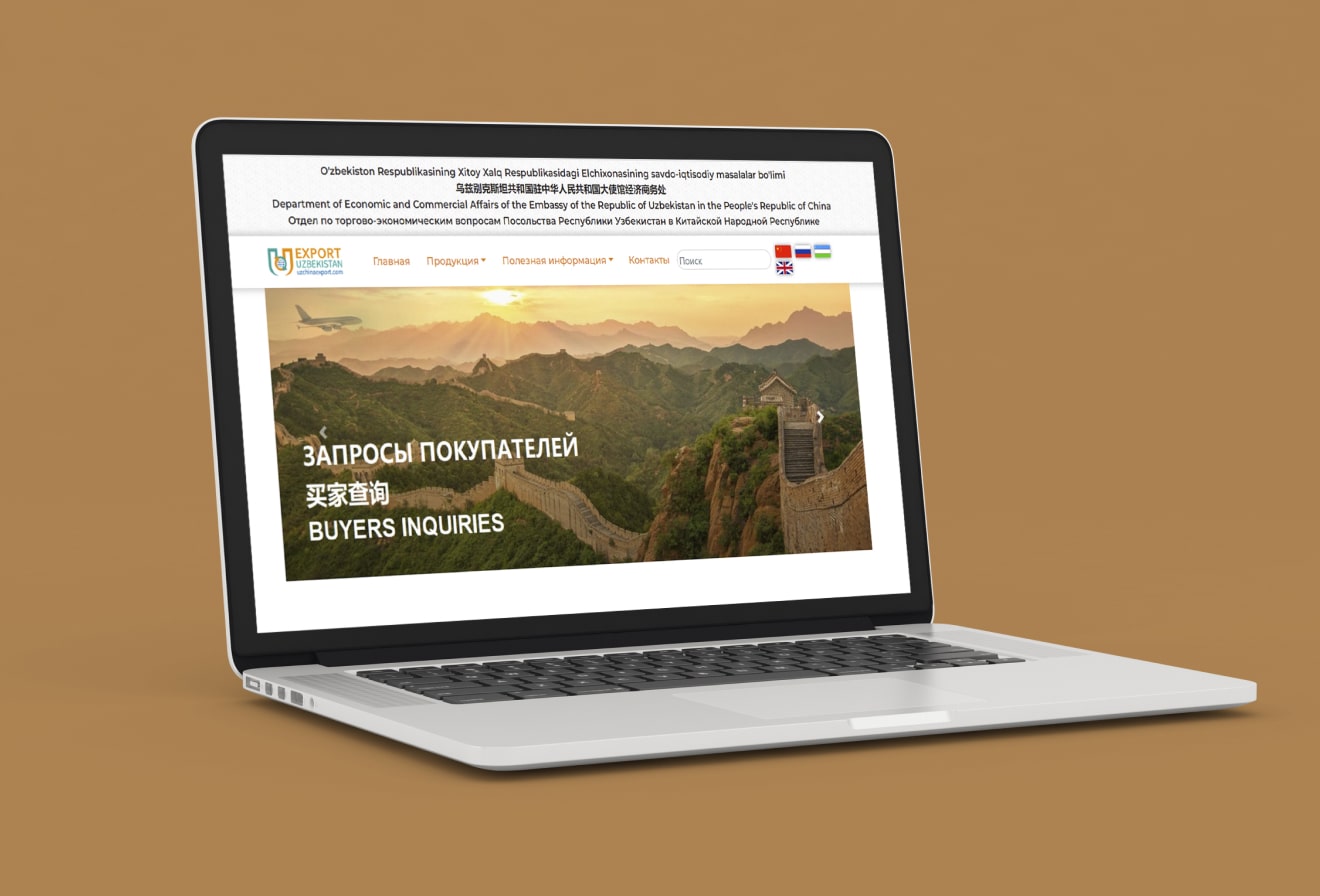 O'zbekiston Respublikasining Xitoy Xalq Respublikasidagi Elchixonasining savdo-iqtisodiy masalalar bo'limi
乌兹别克斯坦共和国驻中华人民共和国大使馆经济商务处
Department of Economic and Commercial Affairs of the Embassy of the Republic of Uzbekistan in the People's Republic of China
Отдел по торгово-экономическим вопросам Посольства Республики Узбекистан в Китайской Народной Республике
EXPORT
UZBEKISTAN
uzchinaexport.com
Главная Продукция Полезная информация Контакты Поиск
ЗАПРОСЫ ПОКУПАТЕЛЕЙ
买家查询
BUYERS INQUIRIES